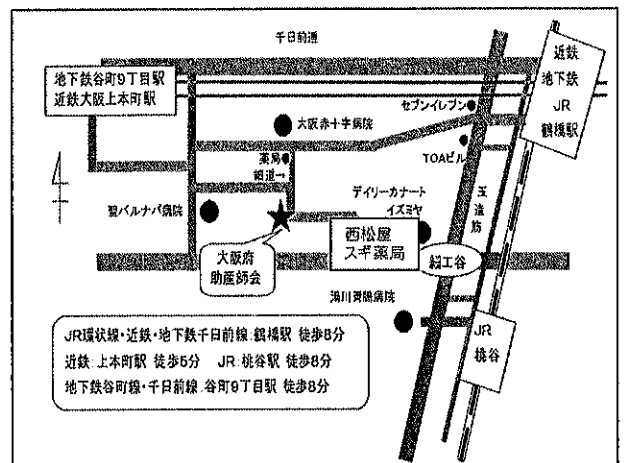 千日前通
地下鉄谷町9丁目駅
近鉄大阪上本町駅
近鉄
地下鉄
JR
鶴橋駅
セブンイレブン
大阪赤十字病院
TOAビル
薬局
細道→
玉造筋
聖バルナバ病院
デイリーカナート
イズミヤ
西松屋
スギ薬局
大阪府
助産師会
細工谷
湯川胃腸病院
JR
桃谷
JR環状線・近鉄・地下鉄千日前線:鶴橋駅 徒歩8分
近鉄:上本町駅 徒歩5分 JR:桃谷駅 徒歩8分
地下鉄谷町線・千日前線:谷町9丁目駅 徒歩8分